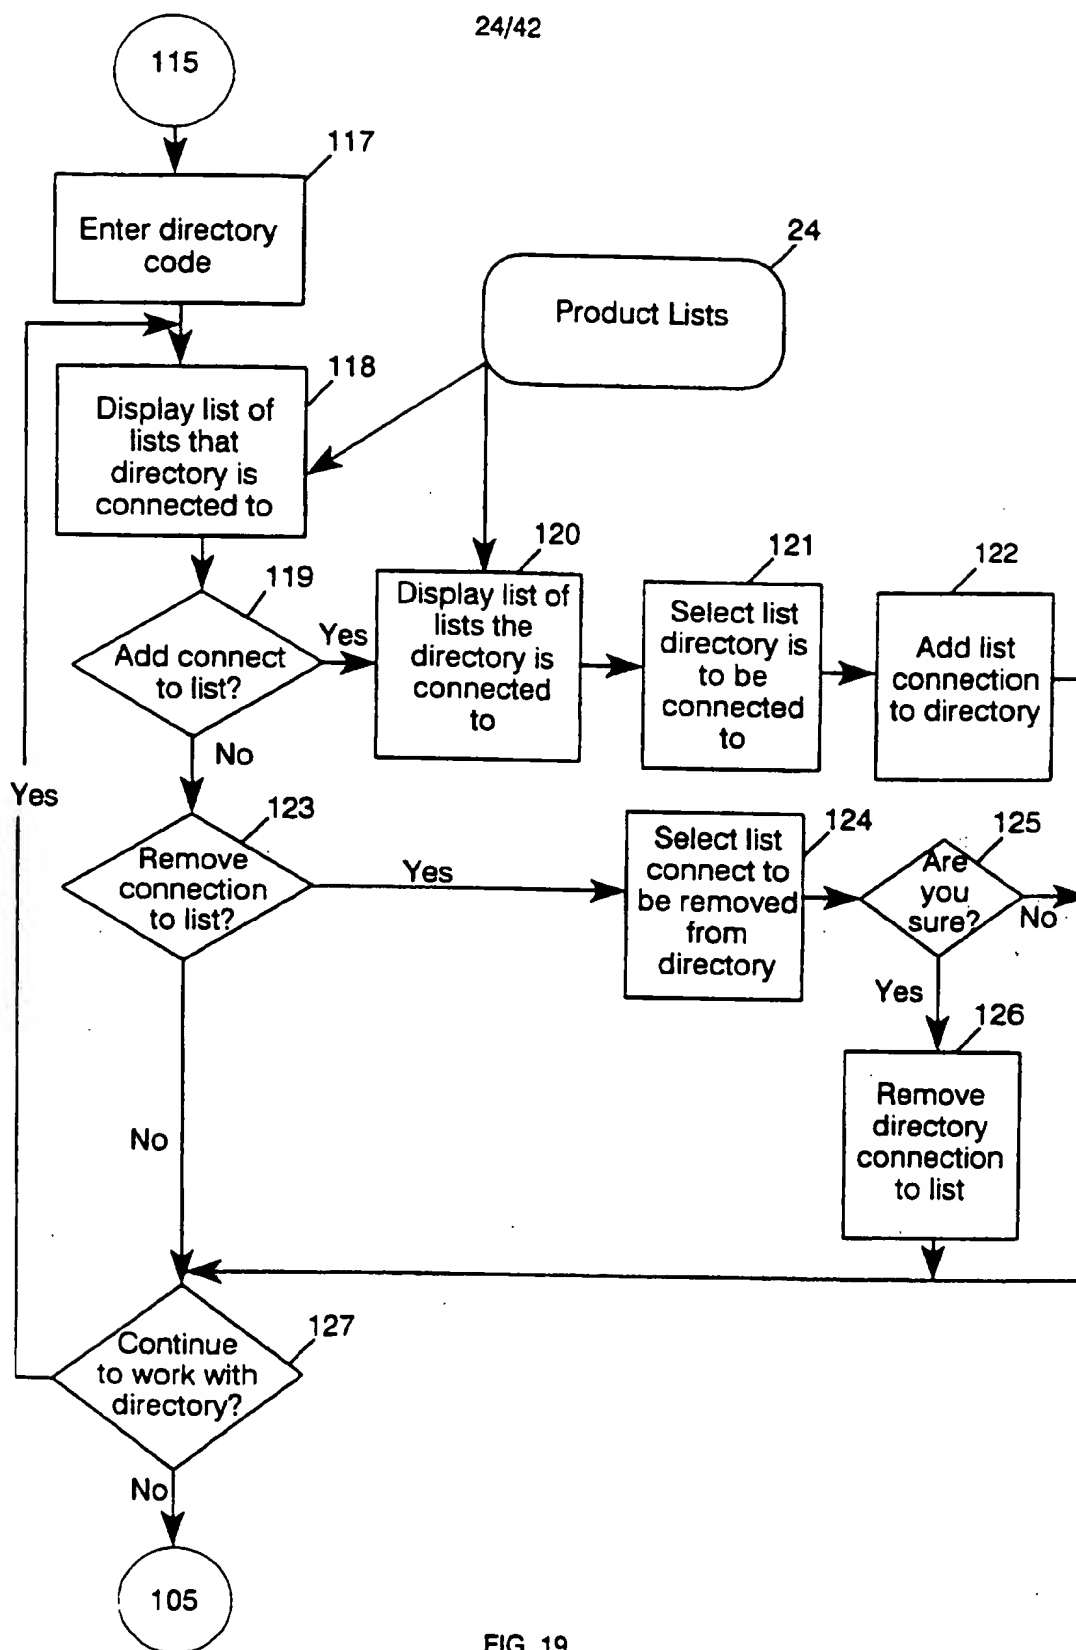 24/42
115
117
Enter directory
code
24
Product Lists
118
Display list of
lists that
directory is
connected to
119
Add connect
to list?
Yes
No
120
Display list of
lists the
directory is
connected
to
121
Select list
directory is
to be
connected
to
122
Add list
connection
to directory
Yes
123
Remove
connection
to list?
Yes
No
124
Select list
connect to
be removed
from
directory
125
Are
you
sure?
No
Yes
126
Remove
directory
connection
to list
127
Continue
to work with
directory?
No
105
FIG. 19